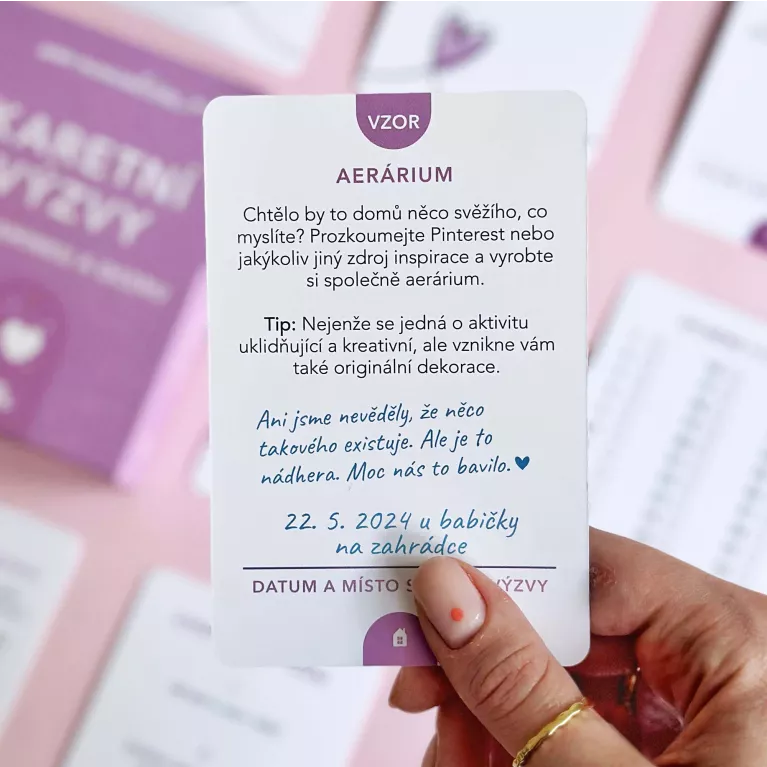 KARETNÍ
VÝZVY
VZOR
AERÁRIUM
Chtělo by to domů něco svěžího, co
myslíte? Prozkoumejte Pinterest nebo
jakýkoliv jiný zdroj inspirace a vyrobte
si společně aerárium.
Tip: Nejenže se jedná o aktivitu
uklidňující a kreativní, ale vznikne vám
také originální dekorace.
Ani jsme nevěděly, že něco
takového existuje. Ale je to
nádhera. Moc nás to bavilo.♥
22. 5. 2024 u babičky
na zahrádce
DATUM A MÍSTO S VÝZVY